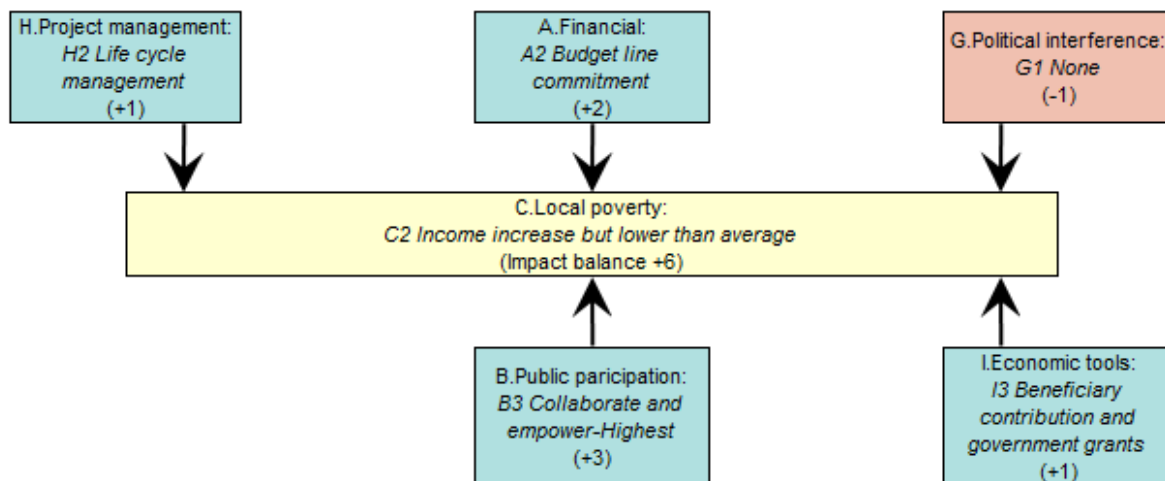 H.Project management:
H2 Life cycle
management
(+1)
A.Financial:
A2 Budget line
commitment
(+2)
G.Political interference:
G1 None
(-1)
C.Local poverty:
C2 Income increase but lower than average
(Impact balance +6)
B.Public paricipation:
B3 Collaborate and
empower-Highest
(+3)
I.Economic tools:
I3 Beneficiary
contribution and
government grants
(+1)